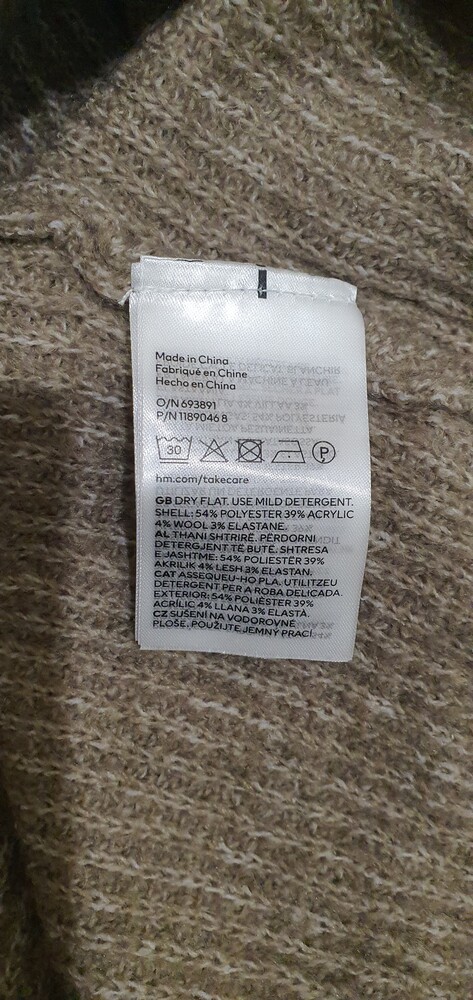 Made in China
Fabriqué en Chine
Hecho en China
O/N 693891
P/N 1189046 8
30
P
hm.com/takecare
GB DRY FLAT. USE MILD DETERGENT.
SHELL: 54% POLYESTER 39% ACRYLIC
4% WOOL 3% ELASTANE.
AL THANI SHTRIRË. PËRDORNI
DETERGJENT TË BUTË. SHTRESA
E JASHTME: 54% POLIESTËR 39%
AKRILIK 4% LESH 3% ELASTAN.
CAT ASSEQUEU-HO PLA. UTILITZEU
DETERGENT PER A ROBA DELICADA.
EXTERIOR: 54% POLIÈSTER 39%
ACRÍLIC 4% LLANA 3% ELASTÀ.
CZ SUŠENÍ NA VODOROVNÉ
PLOŠE. POUŽIJTE JEMNÝ PRACÍ